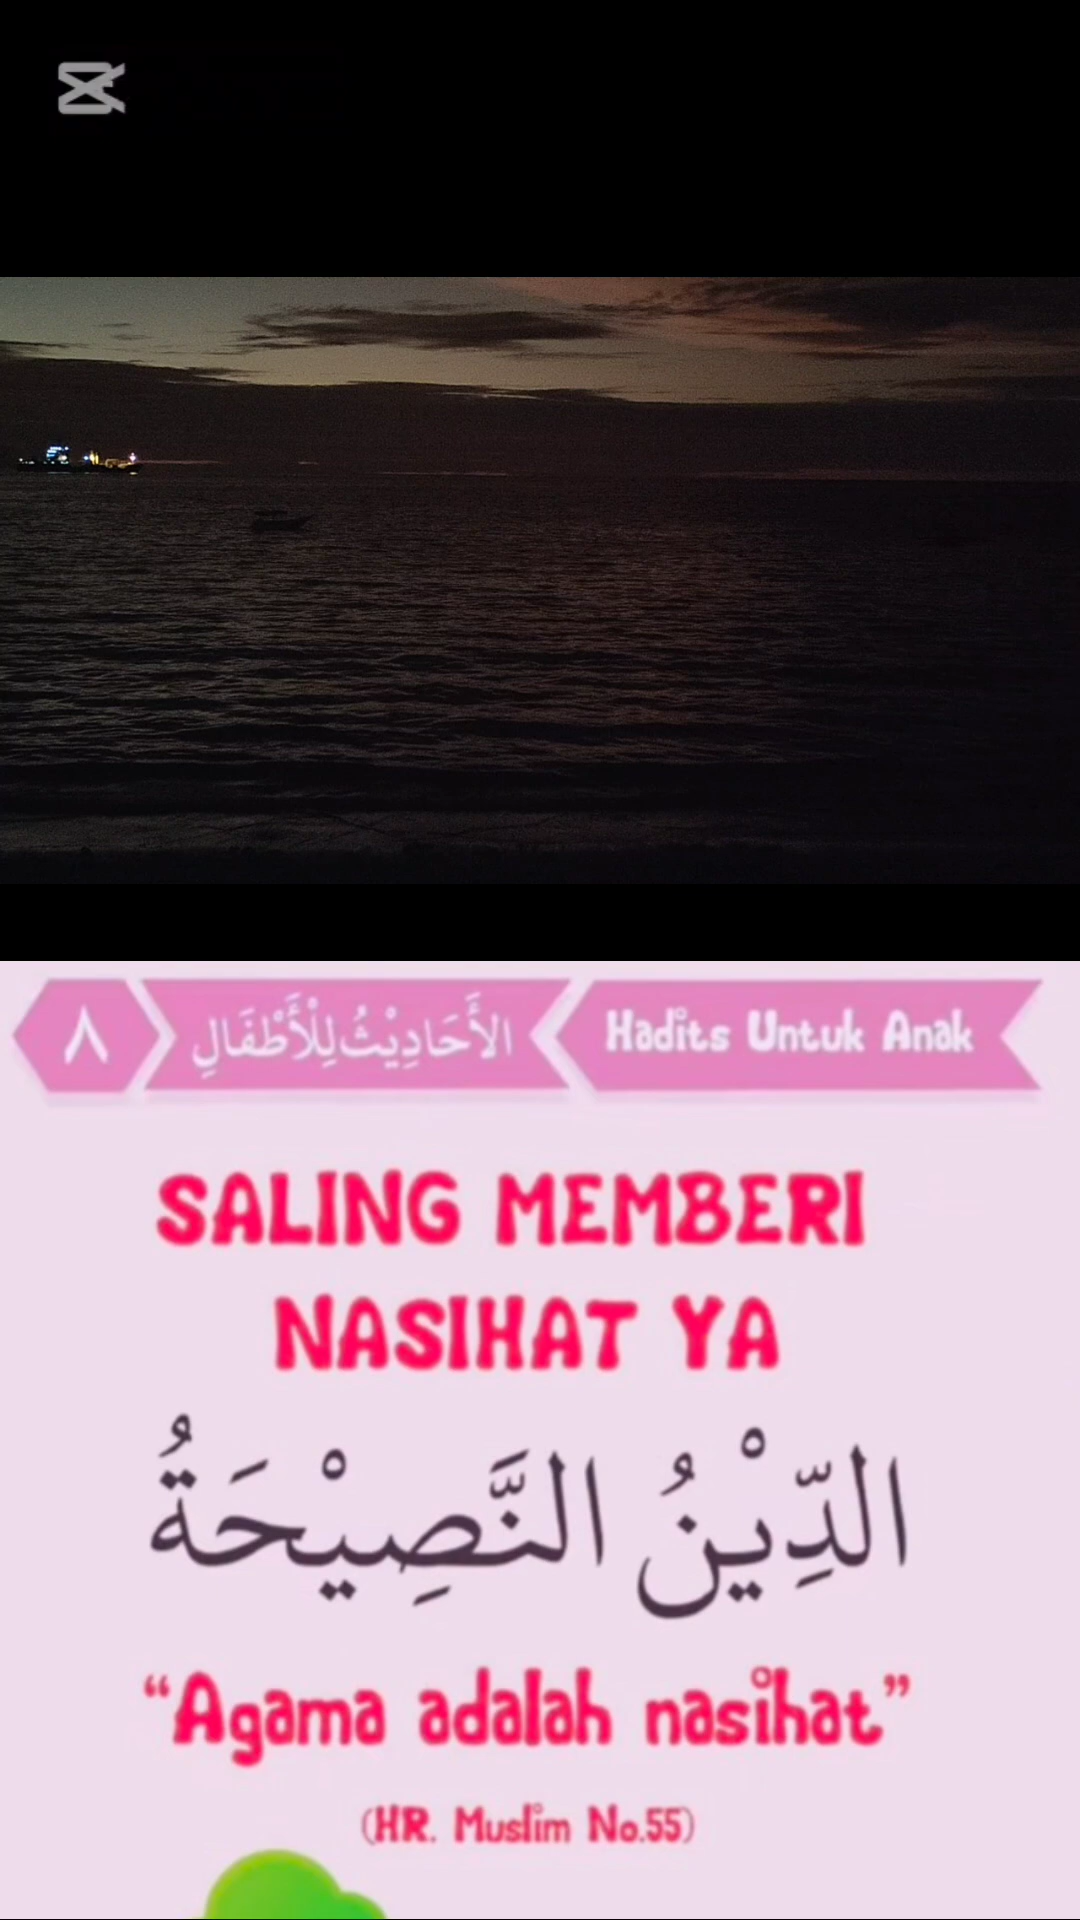 ٨
الأَحَادِيْثُ لِلْأَطْفَالِ
Hadits Untuk Anak
SALING MEMBERI
NASIHAT YA
الدِّيْنُ النَّصِيْحَةُ
“Agama adalah nasihat”
(HR. Muslim No.55)